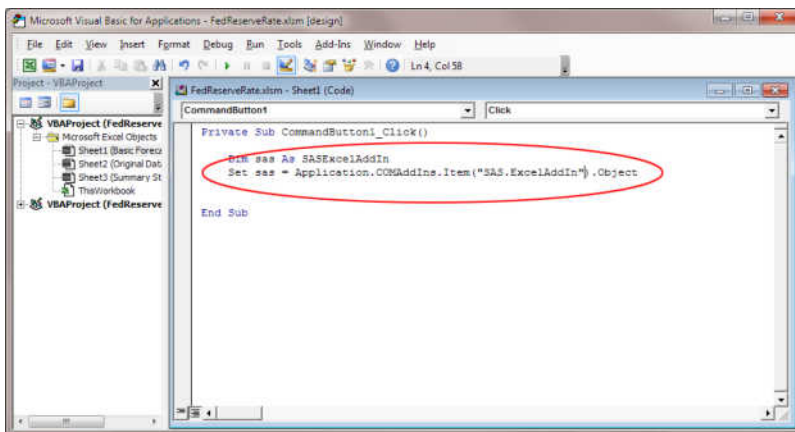 Microsoft Visual Basic for Applications - FedReserveRate.xlsm [design]
File Edit View Insert Format Debug Run Tools Add-Ins Window Help
Ln 4, Col 58
Project - VBAProject
VBAProject (FedReserve
Microsoft Excel Objects
Sheet1 (Basic Foreca
Sheet2 (Original Dat
Sheet3 (Summary St
ThisWorkbook
VBAProject (FedReserve
FedReserveRate.xlsm - Sheet1 (Code)
CommandButton1 Click
Private Sub CommandButton1_Click()
Dim sas As SASExcelAddIn
Set sas = Application.COMAddIns.Item("SAS.ExcelAddIn").Object
End Sub